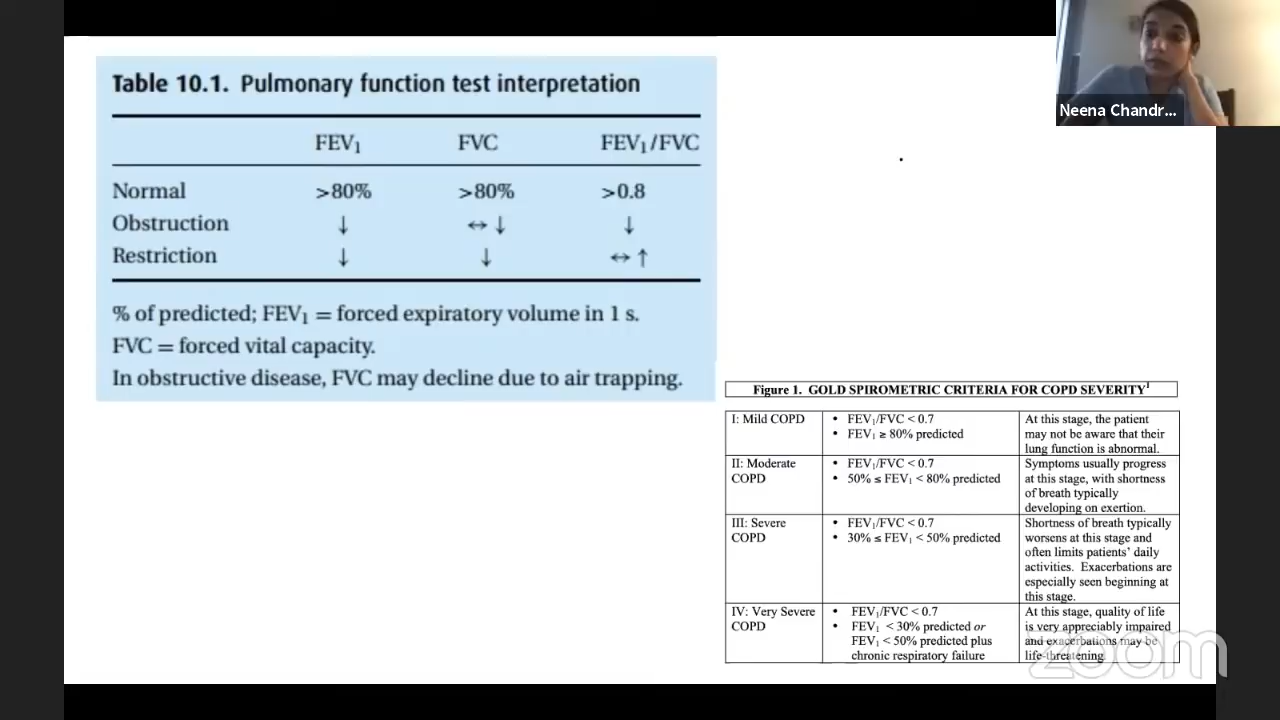 Table 10.1. Pulmonary function test interpretation
FEV₁ FVC FEV₁/FVC
Normal >80% >80% >0.8
Obstruction ↓ ↔ ↓ ↓
Restriction ↓ ↓ ↔ ↑
% of predicted; FEV₁ = forced expiratory volume in 1 s.
FVC = forced vital capacity.
In obstructive disease, FVC may decline due to air trapping.
Neena Chandr...
Figure 1. GOLD SPIROMETRIC CRITERIA FOR COPD SEVERITY¹
I: Mild COPD
• FEV₁/FVC < 0.7
• FEV₁ ≥ 80% predicted
At this stage, the patient
may not be aware that their
lung function is abnormal.
II: Moderate
COPD
• FEV₁/FVC < 0.7
• 50% ≤ FEV₁ < 80% predicted
Symptoms usually progress
at this stage, with shortness
of breath typically
developing on exertion.
III: Severe
COPD
• FEV₁/FVC < 0.7
• 30% ≤ FEV₁ < 50% predicted
Shortness of breath typically
worsens at this stage and
often limits patients' daily
activities. Exacerbations are
especially seen beginning at
this stage.
IV: Very Severe
COPD
• FEV₁/FVC < 0.7
• FEV₁ < 30% predicted or
FEV₁ < 50% predicted plus
chronic respiratory failure
At this stage, quality of life
is very appreciably impaired
and exacerbations may be
life-threatening.
zoom